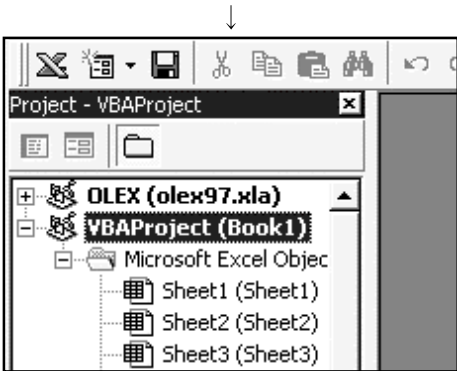 Project - VBAProject
OLEX (olex97.xla)
VBAProject (Book1)
Microsoft Excel Objec
Sheet1 (Sheet1)
Sheet2 (Sheet2)
Sheet3 (Sheet3)